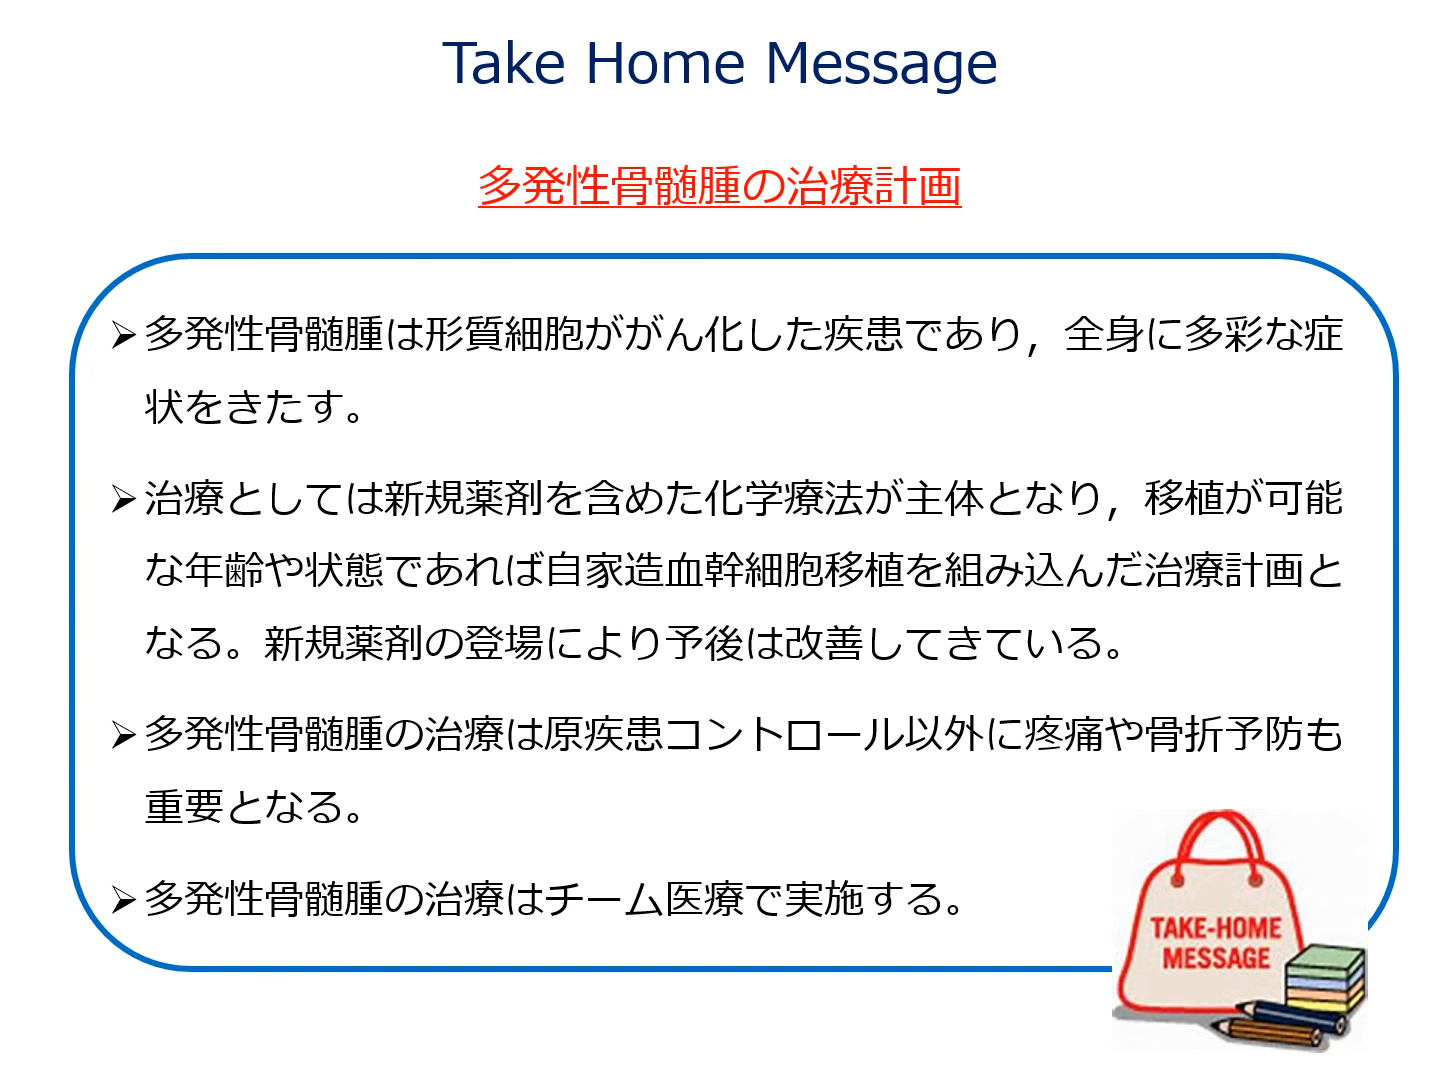 Take Home Message
多発性骨髄腫の治療計画
➢多発性骨髄腫は形質細胞ががん化した疾患であり，全身に多彩な症
状をきたす。
➢治療としては新規薬剤を含めた化学療法が主体となり，移植が可能
な年齢や状態であれば自家造血幹細胞移植を組み込んだ治療計画と
なる。新規薬剤の登場により予後は改善してきている。
➢多発性骨髄腫の治療は原疾患コントロール以外に疼痛や骨折予防も
重要となる。
➢多発性骨髄腫の治療はチーム医療で実施する。
TAKE-HOME
MESSAGE